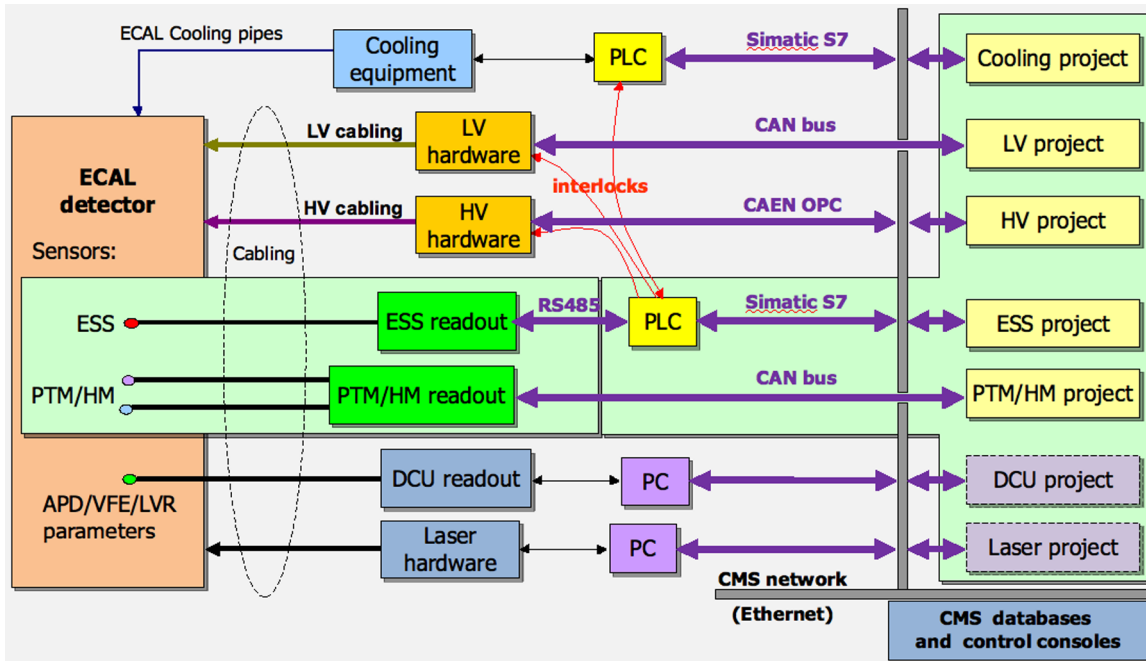 ECAL Cooling pipes
Cooling
equipment
PLC
Simatic S7
Cooling project
LV cabling
LV
hardware
CAN bus
LV project
ECAL
detector
interlocks
HV cabling
HV
hardware
CAEN OPC
HV project
Sensors:
Cabling
ESS
ESS readout
RS485
PLC
Simatic S7
ESS project
PTM/HM
PTM/HM readout
CAN bus
PTM/HM project
APD/VFE/LVR
parameters
DCU readout
PC
DCU project
Laser
hardware
PC
Laser project
CMS network
(Ethernet)
CMS databases
and control consoles